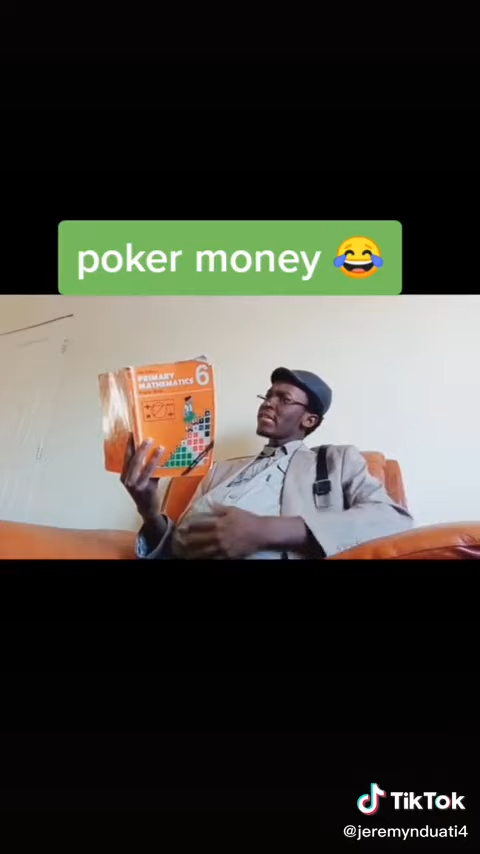 poker money 😂
PRIMARY
MATHEMATICS 6
TikTok
@jeremynduati4